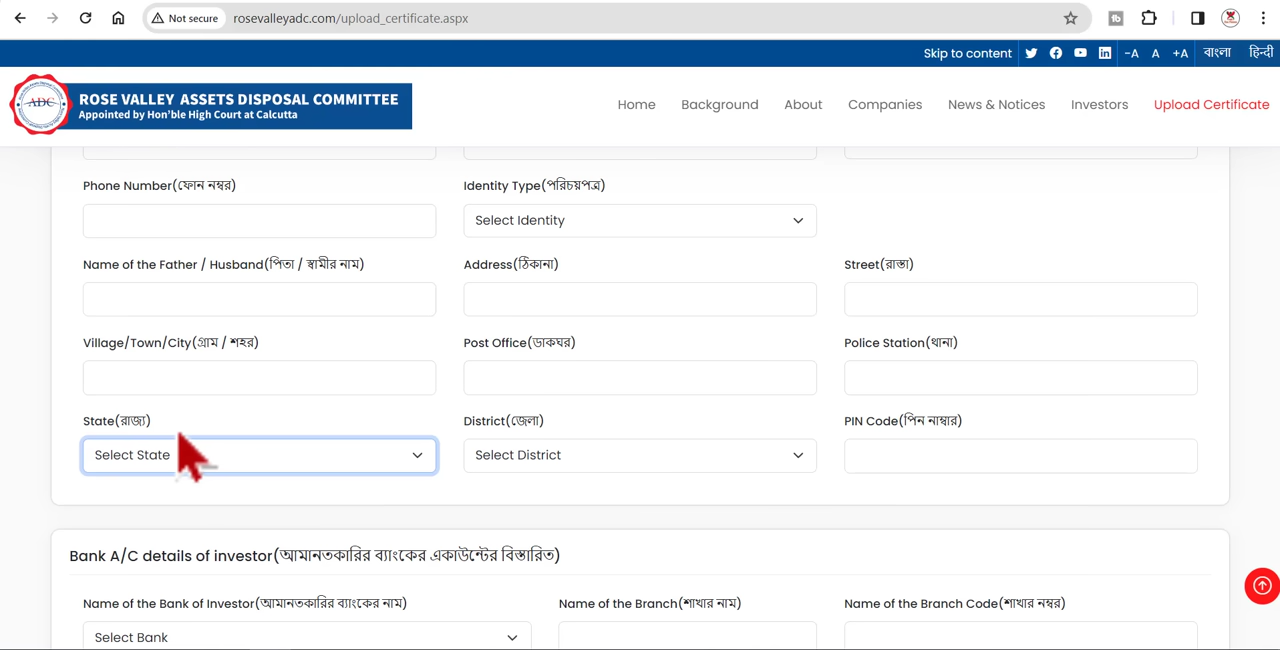 Not secure rosevalleyadc.com/upload_certificate.aspx
Skip to content -A A +A বাংলা हिन्दी
ADC ROSE VALLEY ASSETS DISPOSAL COMMITTEE
Appointed by Hon'ble High Court at Calcutta
Home Background About Companies News & Notices Investors Upload Certificate
Phone Number(ফোন নম্বর) Identity Type(পরিচয়পত্র)
Select Identity
Name of the Father / Husband(পিতা / স্বামীর নাম) Address(ঠিকানা) Street(রাস্তা)
Village/Town/City(গ্রাম / শহর) Post Office(ডাকঘর) Police Station(থানা)
State(রাজ্য) District(জেলা) PIN Code(পিন নাম্বার)
Select State Select District
Bank A/C details of investor(আমানতকারির ব্যাংকের একাউন্টের বিস্তারিত)
Name of the Bank of Investor(আমানতকারির ব্যাংকের নাম) Name of the Branch(শাখার নাম) Name of the Branch Code(শাখার নম্বর)
Select Bank